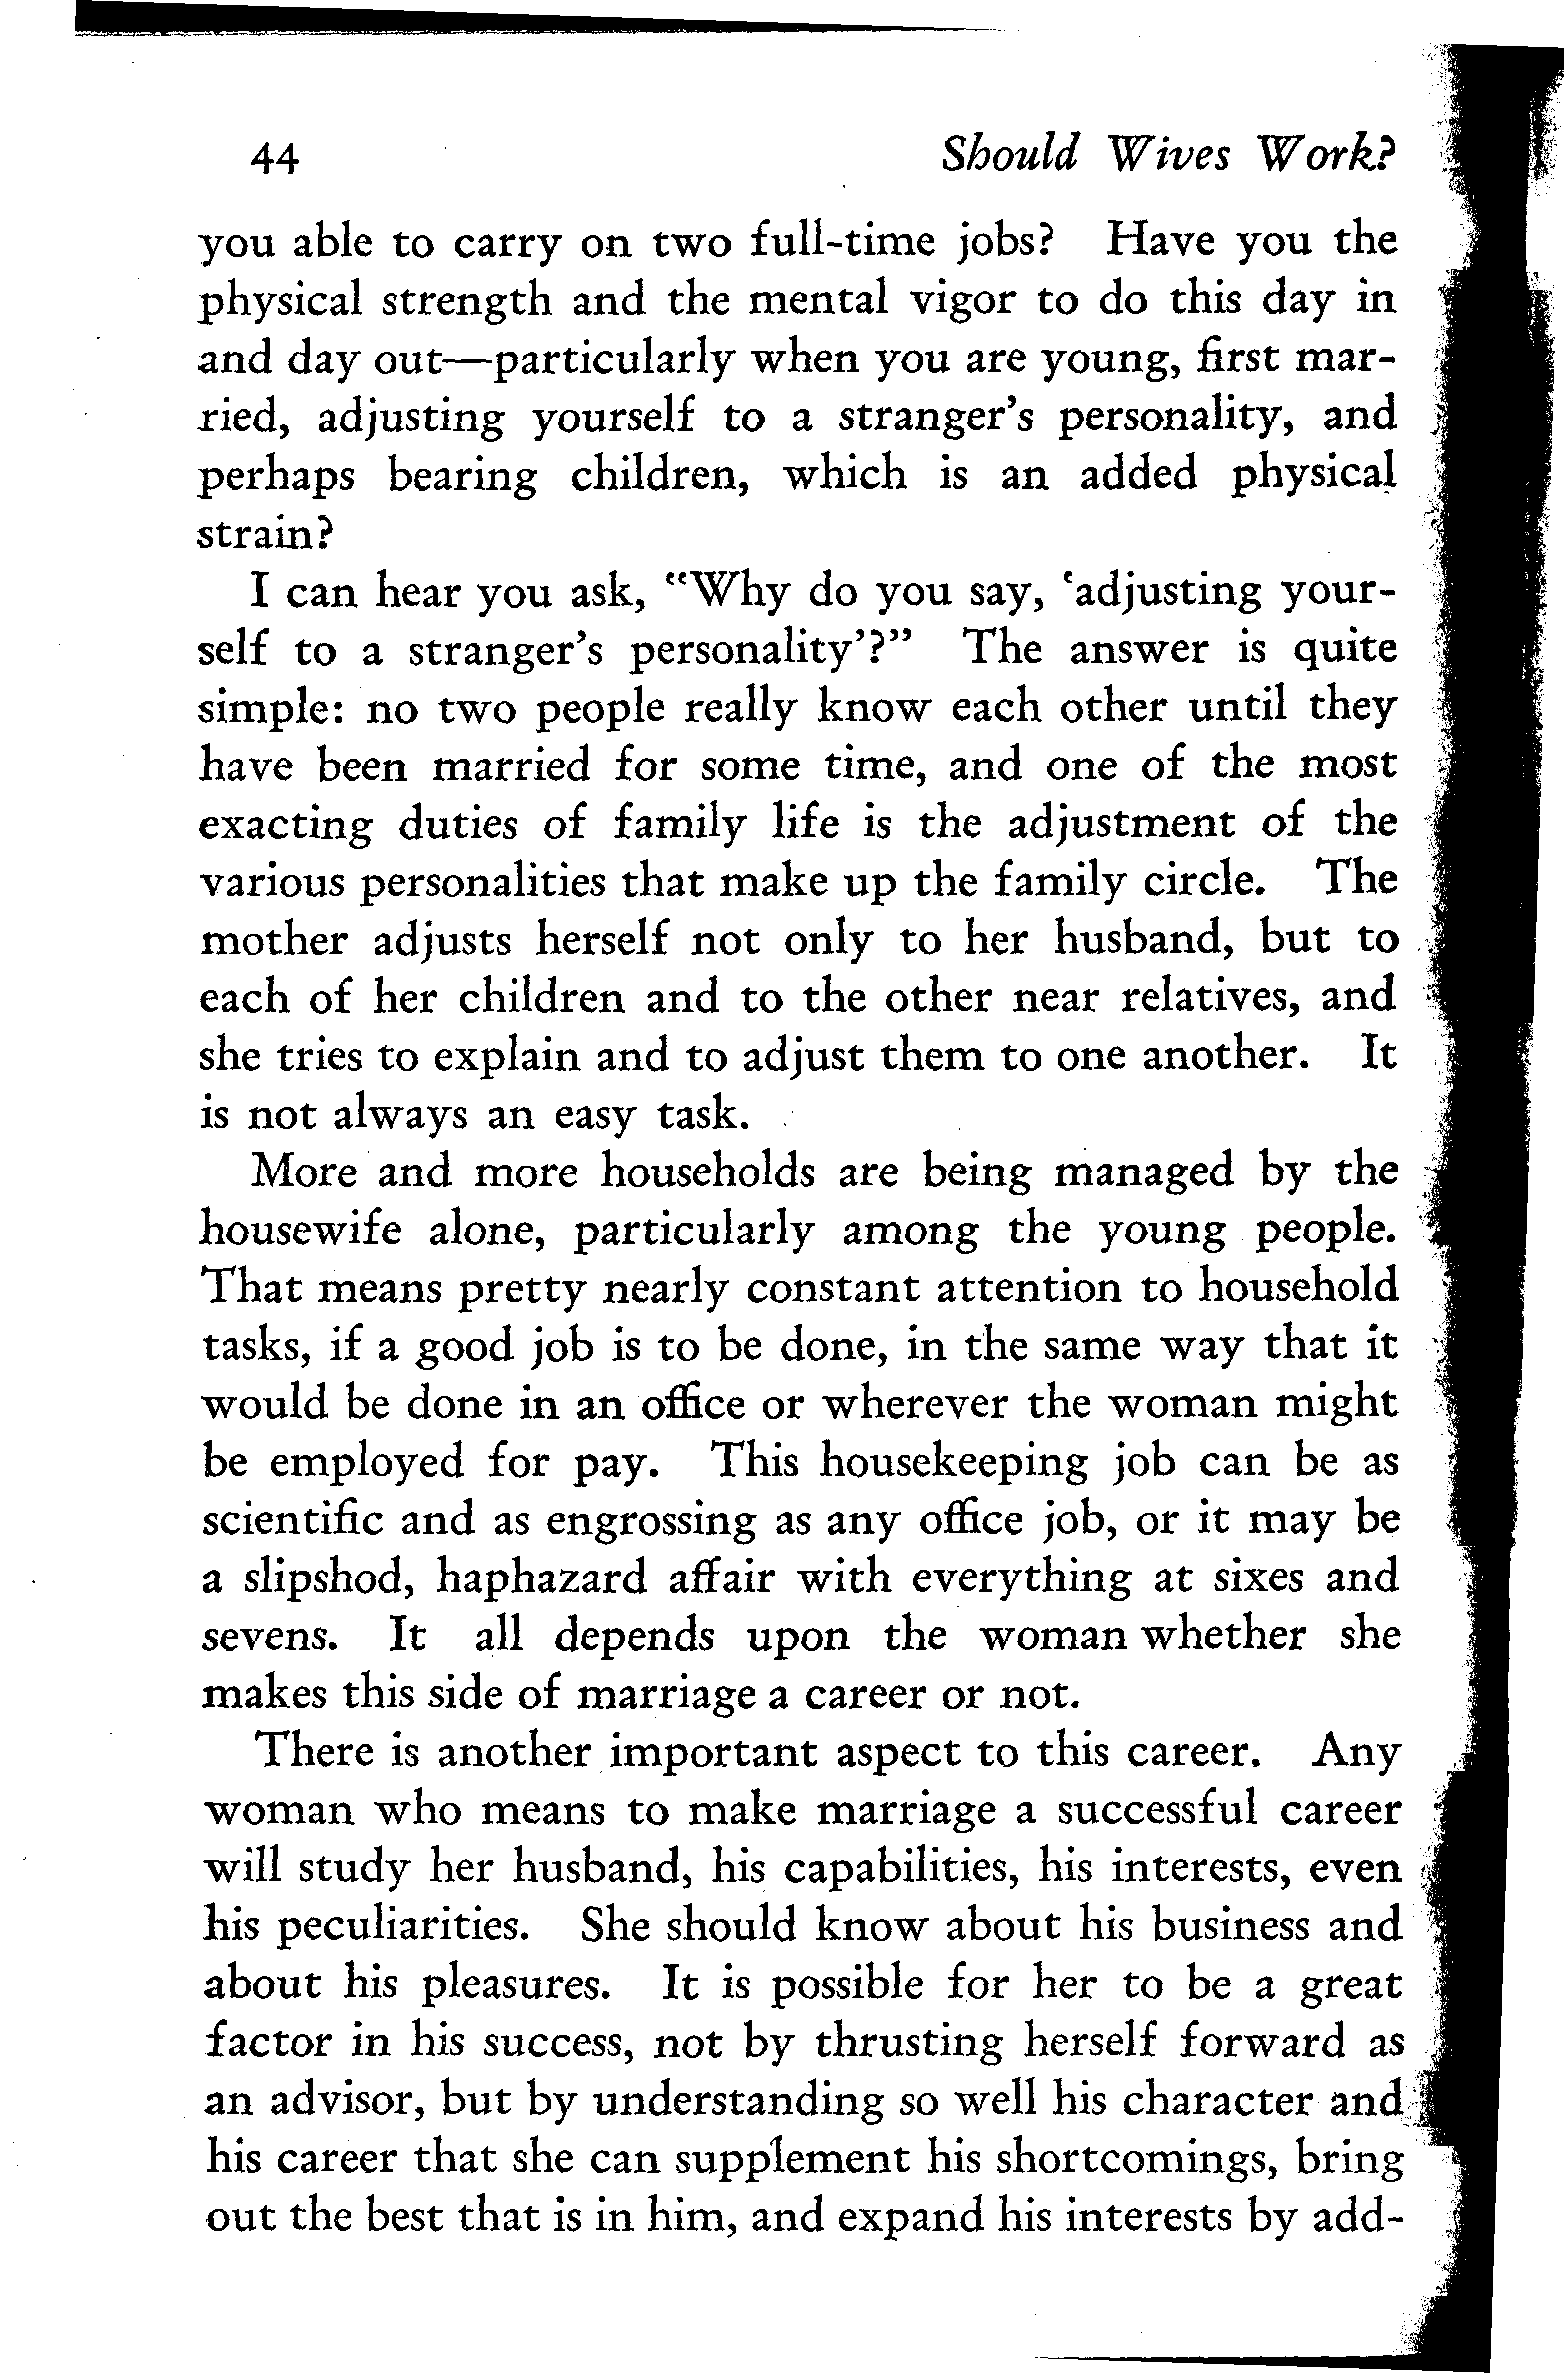 44 Should Wives Work?
you able to carry on two full-time jobs? Have you the
physical strength and the mental vigor to do this day in
and day out—particularly when you are young, first mar-
ried, adjusting yourself to a stranger's personality, and
perhaps bearing children, which is an added physical
strain?
I can hear you ask, "Why do you say, 'adjusting your-
self to a stranger's personality'?" The answer is quite
simple: no two people really know each other until they
have been married for some time, and one of the most
exacting duties of family life is the adjustment of the
various personalities that make up the family circle. The
mother adjusts herself not only to her husband, but to
each of her children and to the other near relatives, and
she tries to explain and to adjust them to one another. It
is not always an easy task.
More and more households are being managed by the
housewife alone, particularly among the young people.
That means pretty nearly constant attention to household
tasks, if a good job is to be done, in the same way that it
would be done in an office or wherever the woman might
be employed for pay. This housekeeping job can be as
scientific and as engrossing as any office job, or it may be
a slipshod, haphazard affair with everything at sixes and
sevens. It all depends upon the woman whether she
makes this side of marriage a career or not.
There is another important aspect to this career. Any
woman who means to make marriage a successful career
will study her husband, his capabilities, his interests, even
his peculiarities. She should know about his business and
about his pleasures. It is possible for her to be a great
factor in his success, not by thrusting herself forward as
an advisor, but by understanding so well his character and
his career that she can supplement his shortcomings, bring
out the best that is in him, and expand his interests by add-